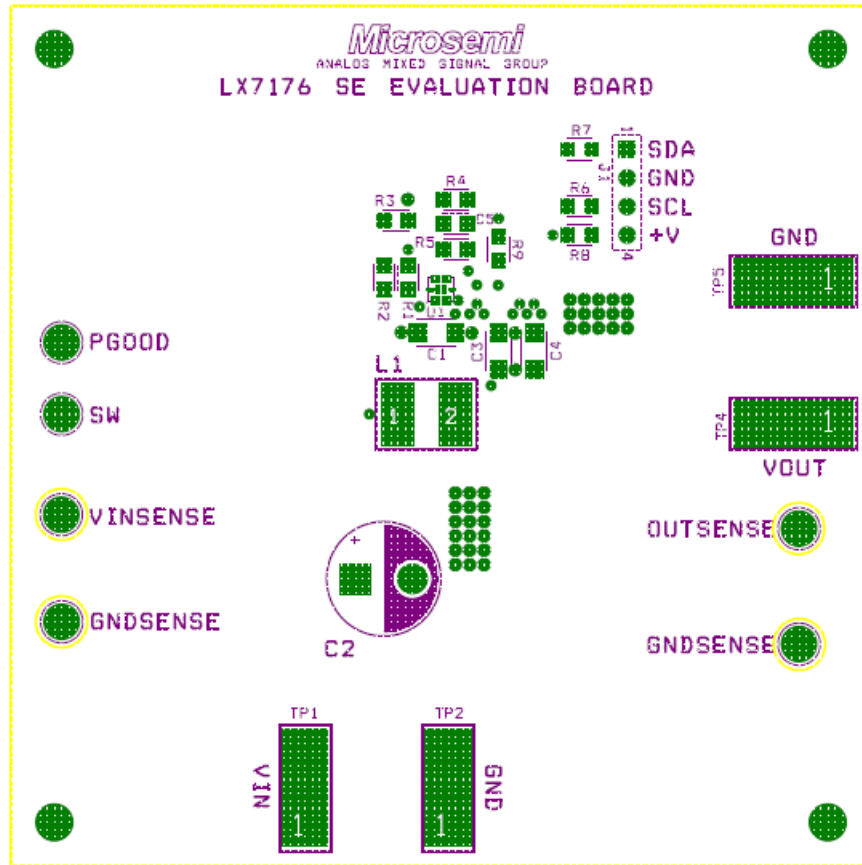 Microsemi
ANALOG MIXED SIGNAL GROUP
LX7176 SE EVALUATION BOARD
R7
1
SDA
J1
GND
R4
R3
R6
SCL
C5
R5
R9
+V
R8
4
GND
TP5
1
R2
R1
U1
PGOOD
C1
C3
C4
L1
1
2
SW
TP4
1
VOUT
VINSENSE
OUTSENSE
+
GNDSENSE
C2
GNDSENSE
TP1
TP2
VIN
GND
1
1